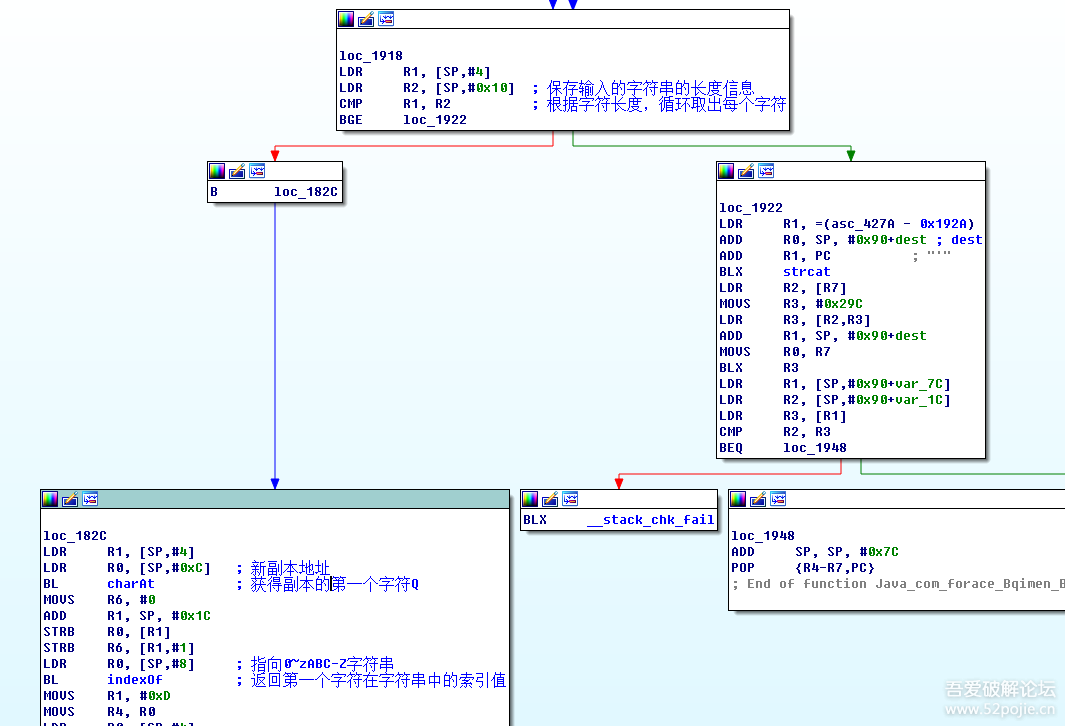 loc_1918
LDR R1, [SP,#4]
LDR R2, [SP,#0x10] ; 保存输入的字符串的长度信息
CMP R1, R2 ; 根据字符长度，循环取出每个字符
BGE loc_1922
B loc_182C
loc_1922
LDR R1, =(asc_427A - 0x192A)
ADD R0, SP, #0x90+dest ; dest
ADD R1, PC ; "'"
BLX strcat
LDR R2, [R7]
MOVS R3, #0x29C
LDR R3, [R2,R3]
ADD R1, SP, #0x90+dest
MOVS R0, R7
BLX R3
LDR R1, [SP,#0x90+var_7C]
LDR R2, [SP,#0x90+var_1C]
LDR R3, [R1]
CMP R2, R3
BEQ loc_1948
loc_182C
LDR R1, [SP,#4]
LDR R0, [SP,#0xC] ; 新副本地址
BL charAt ; 获得副本的第一个字符Q
MOVS R6, #0
ADD R1, SP, #0x1C
STRB R0, [R1]
STRB R6, [R1,#1]
LDR R0, [SP,#8] ; 指向0~zABC-Z字符串
BL indexOf ; 返回第一个字符在字符串中的索引值
MOVS R1, #0xD
MOVS R4, R0
LDR R0, [SP,#4]
BLX __stack_chk_fail
loc_1948
ADD SP, SP, #0x7C
POP {R4-R7,PC}
; End of function Java_com_forace_Bqimen_B
吾爱破解论坛
www.52pojie.cn